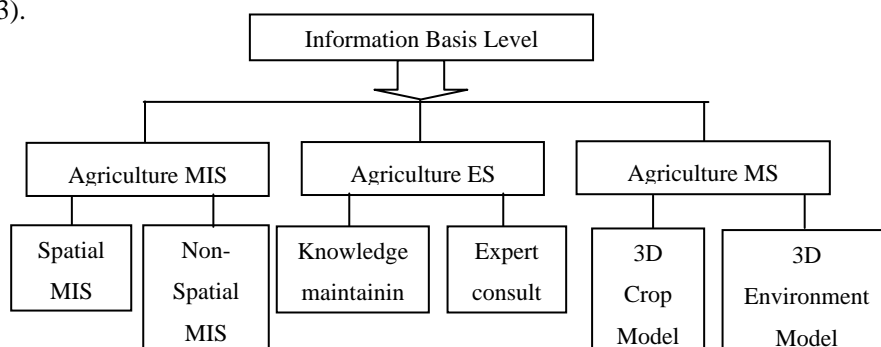 3).
Information Basis Level
Agriculture MIS
Agriculture ES
Agriculture MS
Spatial
MIS
Non-
Spatial
MIS
Knowledge
maintainin
Expert
consult
3D
Crop
Model
3D
Environment
Model